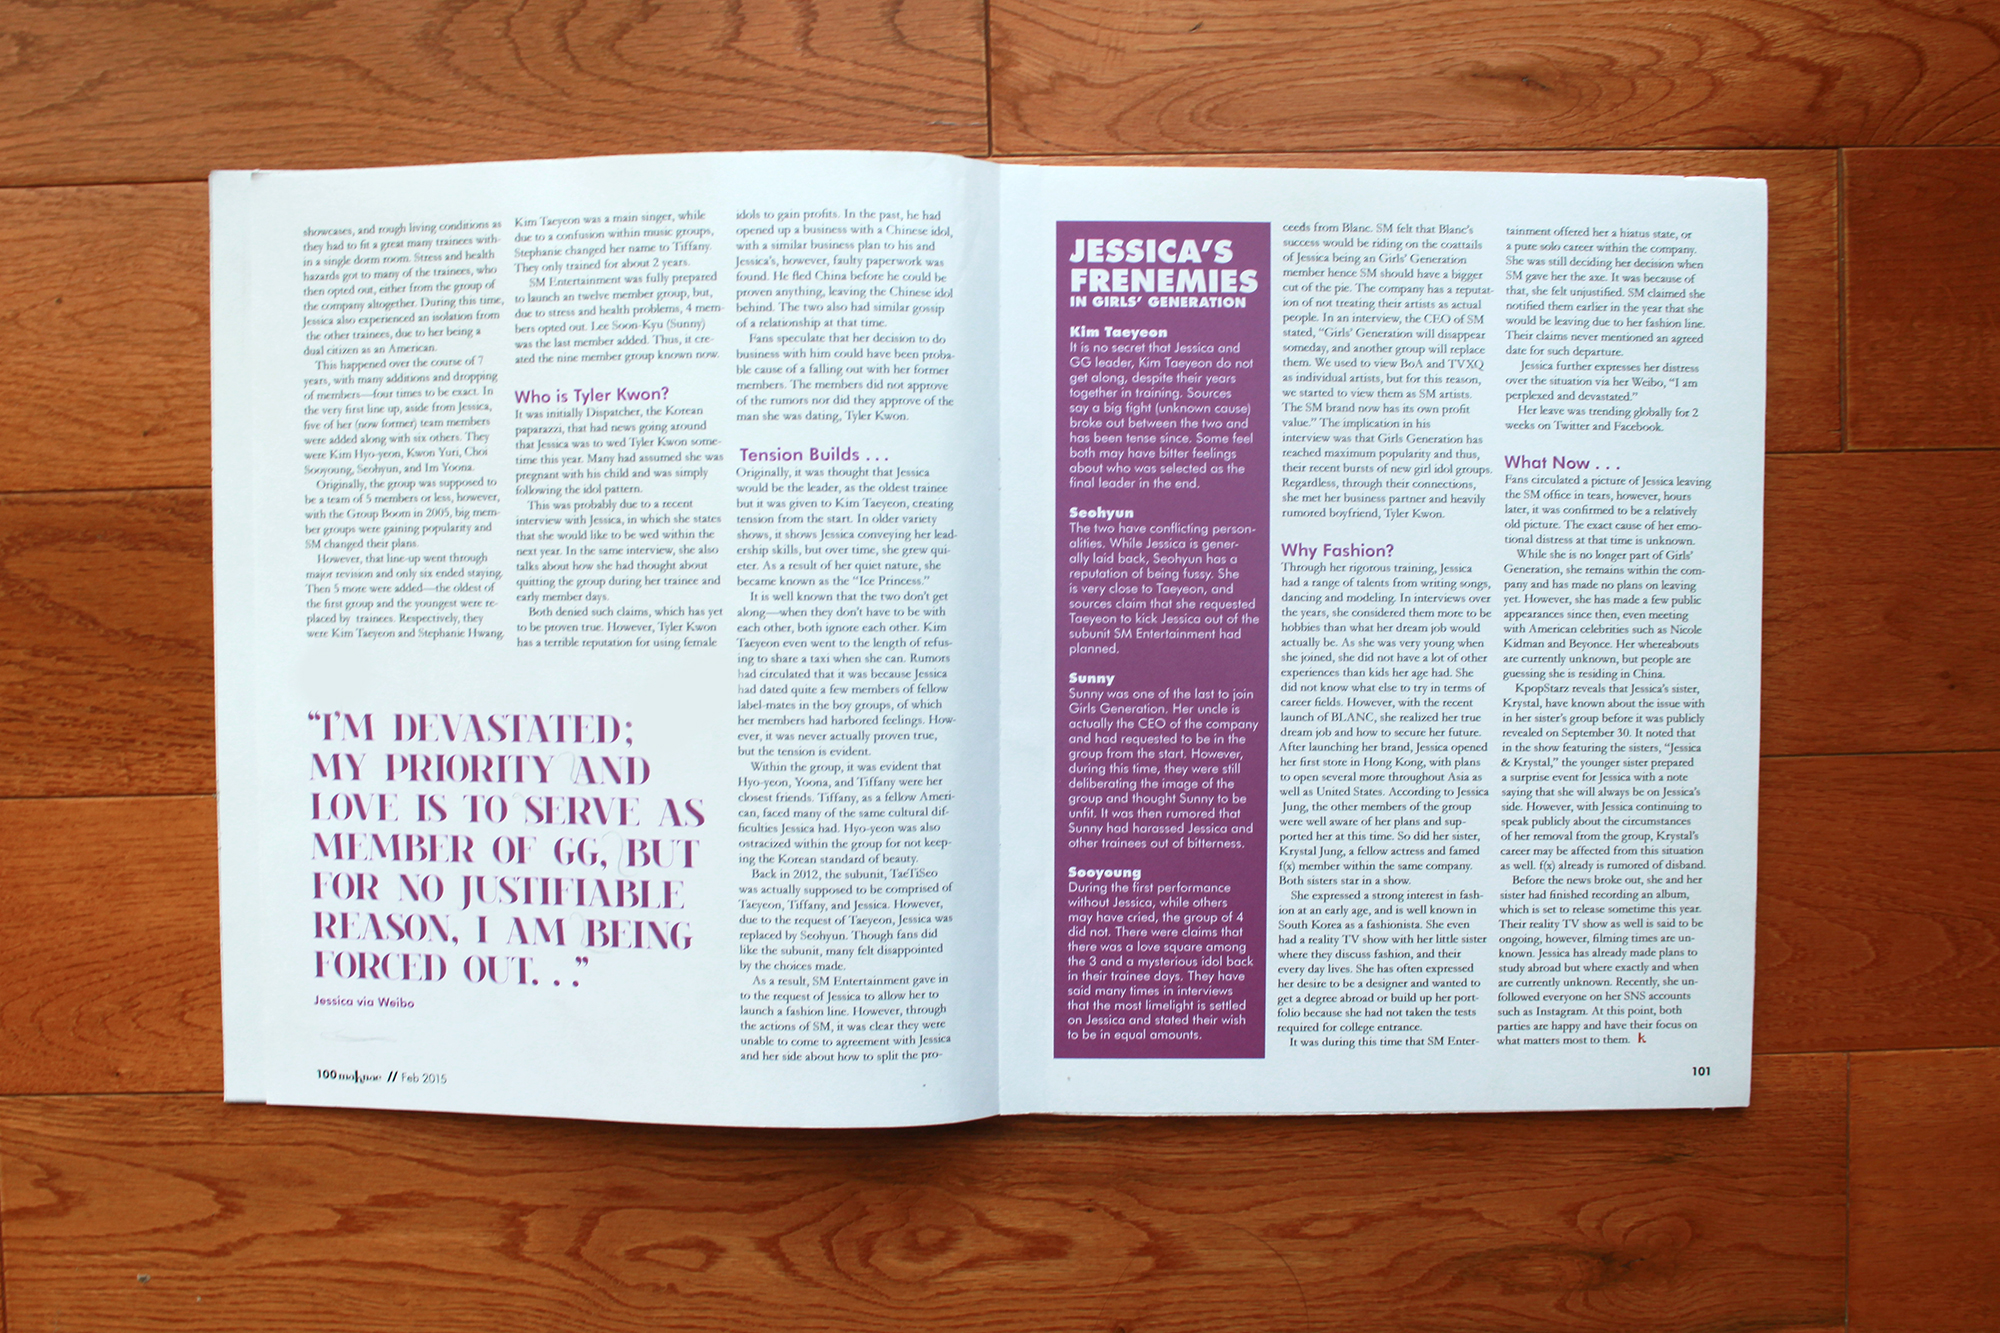 showcases, and rough living conditions as
they had to fit a great many trainees with-
in a single dorm room. Stress and health
hazards got to many of the trainees, who
then opted out, either from the group of
the company altogether. During this time,
Jessica also experienced an isolation from
the other trainees, due to her being a
dual citizen as an American.
This happened over the course of 7
years, with many additions and dropping
of members—four times to be exact. In
the very first line up, aside from Jessica,
five of her (now former) team members
were added along with six others. They
were Kim Hyo-yeon, Kwon Yuri, Choi
Sooyoung, Seohyun, and Im Yoona.
Originally, the group was supposed to
be a team of 5 members or less, however,
with the Group Boom in 2005, big mem-
ber groups were gaining popularity and
SM changed their plans.
However, that line-up went through
major revision and only six ended staying.
Then 5 more were added—the oldest of
the first group and the youngest were re-
placed by trainees. Respectively, they
were Kim Taeyeon and Stephanie Hwang.
Kim Taeyeon was a main singer, while
due to a confusion within music groups,
Stephanie changed her name to Tiffany.
They only trained for about 2 years.
SM Entertainment was fully prepared
to launch an twelve member group, but,
due to stress and health problems, 4 mem-
bers opted out. Lee Soon-Kyu (Sunny)
was the last member added. Thus, it cre-
ated the nine member group known now.
Who is Tyler Kwon?
It was initially Dispatcher, the Korean
paparazzi, that had news going around
that Jessica was to wed Tyler Kwon some-
time this year. Many had assumed she was
pregnant with his child and was simply
following the idol pattern.
This was probably due to a recent
interview with Jessica, in which she states
that she would like to be wed within the
next year. In the same interview, she also
talks about how she had thought about
quitting the group during her trainee and
early member days.
Both denied such claims, which has yet
to be proven true. However, Tyler Kwon
has a terrible reputation for using female
idols to gain profits. In the past, he had
opened up a business with a Chinese idol,
with a similar business plan to his and
Jessica's, however, faulty paperwork was
found. He fled China before he could be
proven anything, leaving the Chinese idol
behind. The two also had similar gossip
of a relationship at that time.
Fans speculate that her decision to do
business with him could have been proba-
ble cause of a falling out with her former
members. The members did not approve
of the rumors nor did they approve of the
man she was dating, Tyler Kwon.
Tension Builds . . .
Originally, it was thought that Jessica
would be the leader, as the oldest trainee
but it was given to Kim Taeyeon, creating
tension from the start. In older variety
shows, it shows Jessica conveying her lead-
ership skills, but over time, she grew qui-
eter. As a result of her quiet nature, she
became known as the "Ice Princess."
It is well known that the two don't get
along—when they don't have to be with
each other, both ignore each other. Kim
Taeyeon even went to the length of refus-
ing to share a taxi when she can. Rumors
had circulated that it was because Jessica
had dated quite a few members of fellow
label-mates in the boy groups, of which
her members had harbored feelings. How-
ever, it was never actually proven true,
but the tension is evident.
Within the group, it was evident that
Hyo-yeon, Yoona, and Tiffany were her
closest friends. Tiffany, as a fellow Ameri-
can, faced many of the same cultural dif-
ficulties Jessica had. Hyo-yeon was also
ostracized within the group for not keep-
ing the Korean standard of beauty.
Back in 2012, the subunit, TaeTiSeo
was actually supposed to be comprised of
Taeyeon, Tiffany, and Jessica. However,
due to the request of Taeyeon, Jessica was
replaced by Seohyun. Though fans did
like the subunit, many felt disappointed
by the choices made.
As a result, SM Entertainment gave in
to the request of Jessica to allow her to
launch a fashion line. However, through
the actions of SM, it was clear they were
unable to come to agreement with Jessica
and her side about how to split the pro-
"I'M DEVASTATED;
MY PRIORITY AND
LOVE IS TO SERVE AS
MEMBER OF GG, BUT
FOR NO JUSTIFIABLE
REASON, I AM BEING
FORCED OUT. . ."
Jessica via Weibo
100 maknae // Feb 2015
JESSICA'S
FRENEMIES
IN GIRLS' GENERATION
Kim Taeyeon
It is no secret that Jessica and
GG leader, Kim Taeyeon do not
get along, despite their years
together in training. Sources
say a big fight (unknown cause)
broke out between the two and
has been tense since. Some feel
both may have bitter feelings
about who was selected as the
final leader in the end.
Seohyun
The two have conflicting person-
alities. While Jessica is gener-
ally laid back, Seohyun has a
reputation of being fussy. She
is very close to Taeyeon, and
sources claim that she requested
Taeyeon to kick Jessica out of the
subunit SM Entertainment had
planned.
Sunny
Sunny was one of the last to join
Girls Generation. Her uncle is
actually the CEO of the company
and had requested to be in the
group from the start. However,
during this time, they were still
deliberating the image of the
group and thought Sunny to be
unfit. It was then rumored that
Sunny had harassed Jessica and
other trainees out of bitterness.
Sooyoung
During the first performance
without Jessica, while others
may have cried, the group of 4
did not. There were claims that
there was a love square among
the 3 and a mysterious idol back
in their trainee days. They have
said many times in interviews
that the most limelight is settled
on Jessica and stated their wish
to be in equal amounts.
ceeds from Blanc. SM felt that Blanc's
success would be riding on the coattails
of Jessica being an Girls' Generation
member hence SM should have a bigger
cut of the pie. The company has a reputat-
ion of not treating their artists as actual
people. In an interview, the CEO of SM
stated, "Girls' Generation will disappear
someday, and another group will replace
them. We used to view BoA and TVXQ
as individual artists, but for this reason,
we started to view them as SM artists.
The SM brand now has its own profit
value." The implication in his
interview was that Girls Generation has
reached maximum popularity and thus,
their recent bursts of new girl idol groups.
Regardless, through their connections,
she met her business partner and heavily
rumored boyfriend, Tyler Kwon.
Why Fashion?
Through her rigorous training, Jessica
had a range of talents from writing songs,
dancing and modeling. In interviews over
the years, she considered them more to be
hobbies than what her dream job would
actually be. As she was very young when
she joined, she did not have a lot of other
experiences than kids her age had. She
did not know what else to try in terms of
career fields. However, with the recent
launch of BLANC, she realized her true
dream job and how to secure her future.
After launching her brand, Jessica opened
her first store in Hong Kong, with plans
to open several more throughout Asia as
well as United States. According to Jessica
Jung, the other members of the group
were well aware of her plans and sup-
ported her at this time. So did her sister,
Krystal Jung, a fellow actress and famed
f(x) member within the same company.
Both sisters star in a show.
She expressed a strong interest in fash-
ion at an early age, and is well known in
South Korea as a fashionista. She even
had a reality TV show with her little sister
where they discuss fashion, and their
every day lives. She has often expressed
her desire to be a designer and wanted to
get a degree abroad or build up her port-
folio because she had not taken the tests
required for college entrance.
It was during this time that SM Enter-
tainment offered her a hiatus state, or
a pure solo career within the company.
She was still deciding her decision when
SM gave her the axe. It was because of
that, she felt unjustified. SM claimed she
notified them earlier in the year that she
would be leaving due to her fashion line.
Their claims never mentioned an agreed
date for such departure.
Jessica further expresses her distress
over the situation via her Weibo, "I am
perplexed and devastated."
Her leave was trending globally for 2
weeks on Twitter and Facebook.
What Now . . .
Fans circulated a picture of Jessica leaving
the SM office in tears, however, hours
later, it was confirmed to be a relatively
old picture. The exact cause of her emo-
tional distress at that time is unknown.
While she is no longer part of Girls'
Generation, she remains within the com-
pany and has made no plans on leaving
yet. However, she has made a few public
appearances since then, even meeting
with American celebrities such as Nicole
Kidman and Beyonce. Her whereabouts
are currently unknown, but people are
guessing she is residing in China.
KpopStarz reveals that Jessica's sister,
Krystal, have known about the issue with
in her sister's group before it was publicly
revealed on September 30. It noted that
in the show featuring the sisters, "Jessica
& Krystal," the younger sister prepared
a surprise event for Jessica with a note
saying that she will always be on Jessica's
side. However, with Jessica continuing to
speak publicly about the circumstances
of her removal from the group, Krystal's
career may be affected from this situation
as well. f(x) already is rumored of disband.
Before the news broke out, she and her
sister had finished recording an album,
which is set to release sometime this year.
Their reality TV show as well is said to be
ongoing, however, filming times are un-
known. Jessica has already made plans to
study abroad but where exactly and when
are currently unknown. Recently, she un-
followed everyone on her SNS accounts
such as Instagram. At this point, both
parties are happy and have their focus on
what matters most to them. k
101